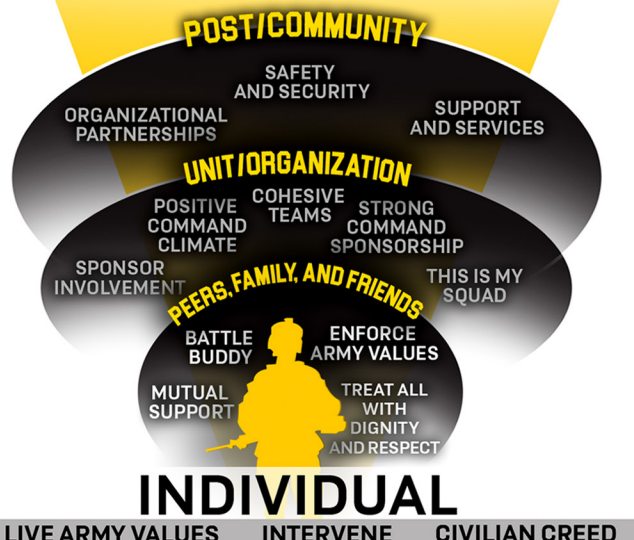 POST/COMMUNITY
SAFETY
AND SECURITY
ORGANIZATIONAL
PARTNERSHIPS
SUPPORT
AND SERVICES
UNIT/ORGANIZATION
POSITIVE
COMMAND
CLIMATE
COHESIVE
TEAMS
STRONG
COMMAND
SPONSORSHIP
SPONSOR
INVOLVEMENT
THIS IS MY
SQUAD
PEERS, FAMILY, AND FRIENDS
BATTLE
BUDDY
ENFORCE
ARMY VALUES
MUTUAL
SUPPORT
TREAT ALL
WITH
DIGNITY
AND RESPECT
INDIVIDUAL
LIVE ARMY VALUES INTERVENE CIVILIAN CREED